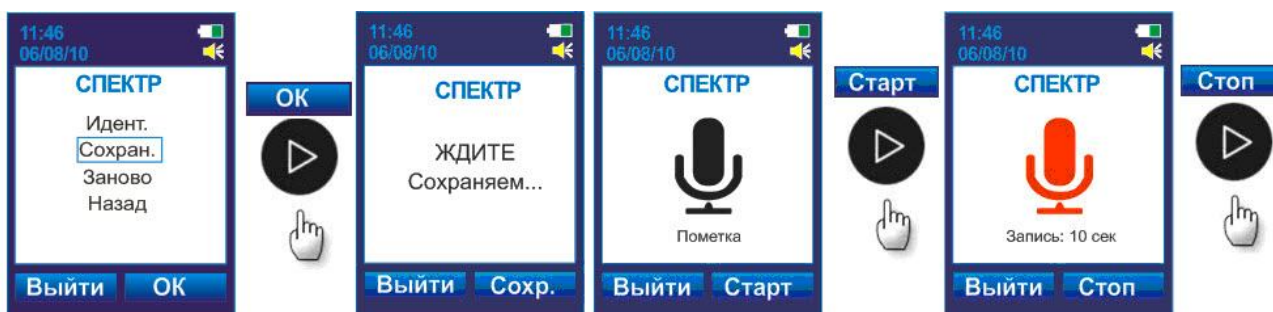 11:46
06/08/10
СПЕКТР
Идент.
Сохран.
Заново
Назад
Выйти ОК
ОК
11:46
06/08/10
СПЕКТР
ЖДИТЕ
Сохраняем...
Выйти Сохр.
11:46
06/08/10
СПЕКТР
Пометка
Выйти Старт
Старт
11:46
06/08/10
СПЕКТР
Запись: 10 сек
Выйти Стоп
Стоп